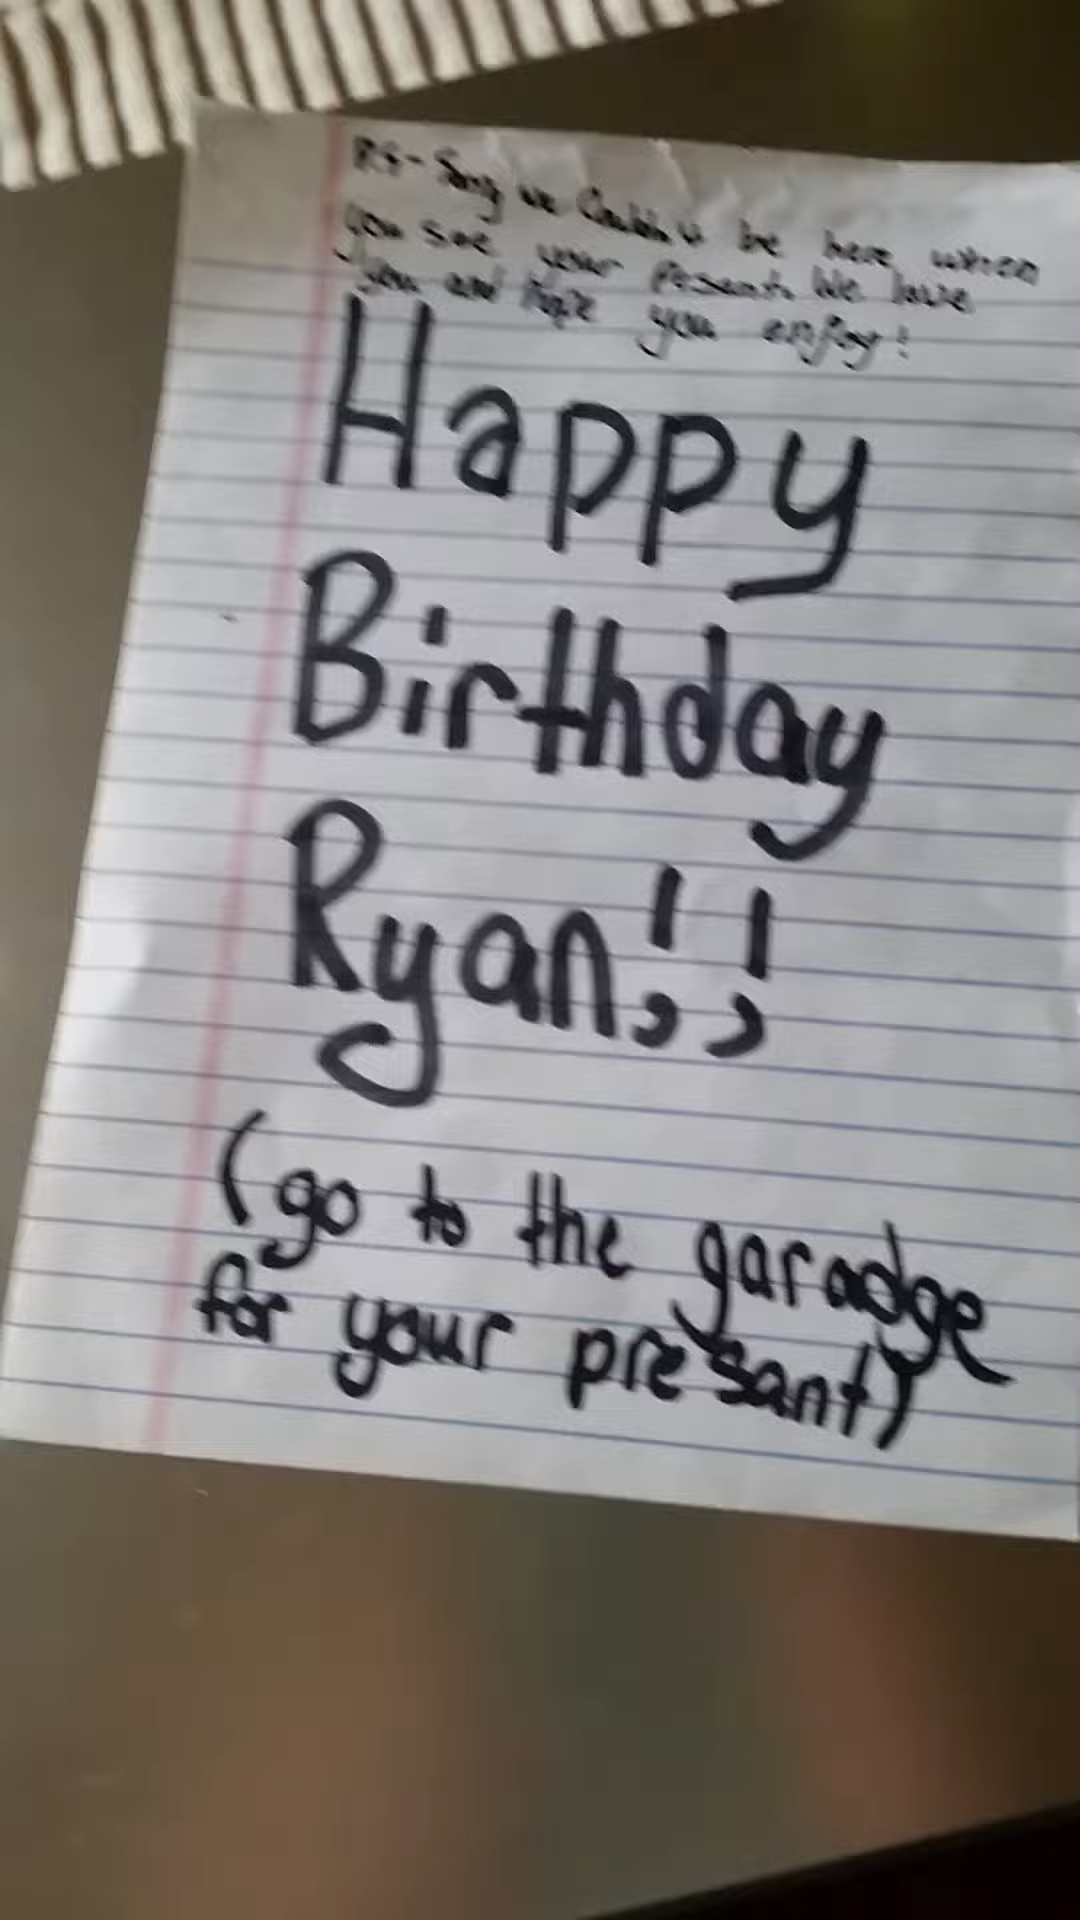 PS- Sorry we Couldn't be here when
you see your Pesant. We love
you and hope you enjoy!
Happy
Birthday
Ryan!!
(go to the garadge
for your presant)